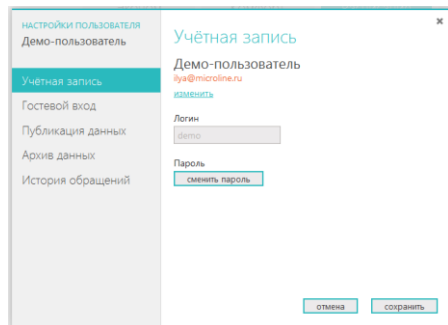 НАСТРОЙКИ ПОЛЬЗОВАТЕЛЯ
Демо-пользователь
Учётная запись
Гостевой вход
Публикация данных
Архив данных
История обращений
Учётная запись
Демо-пользователь
ilya@microline.ru
изменить
Логин
demo
Пароль
сменить пароль
отмена
сохранить